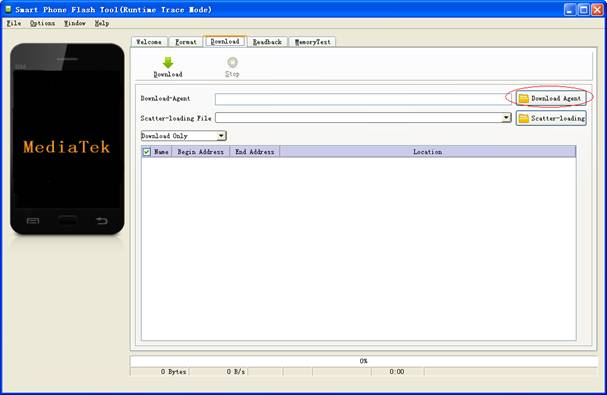 Smart Phone Flash Tool(Runtime Trace Mode)
File Options Window Help
Welcome Format Download Readback MemoryTest
Download Stop
Download-Agent Download Agent
Scatter-loading File Scatter-loading
Download Only
Name Begin Address End Address Location
MediaTek
0%
0 Bytes 0 B/s 0:00